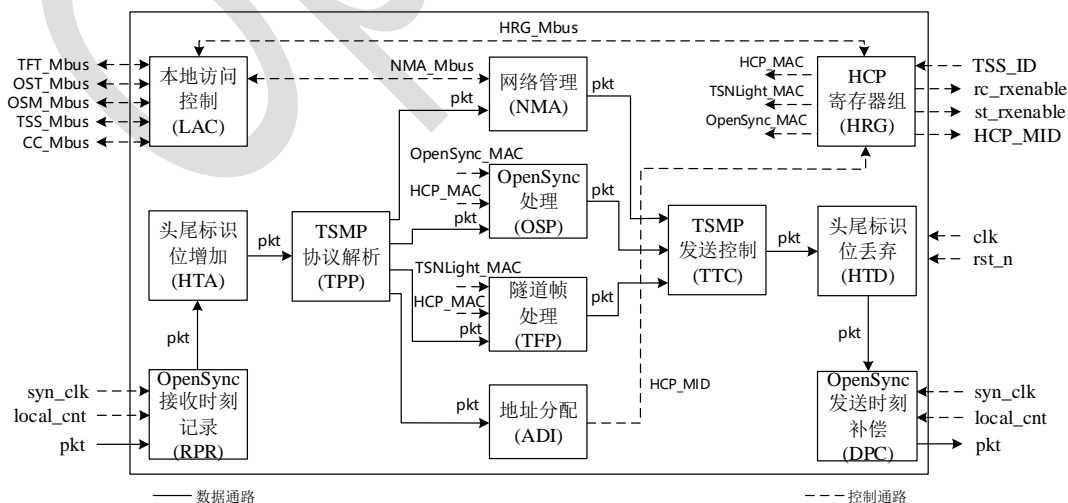 HRG_Mbus
TFT_Mbus
OST_Mbus
OSM_Mbus
TSS_Mbus
CC_Mbus
本地访问
控制
(LAC)
NMA_Mbus
pkt
网络管理
(NMA)
pkt
HCP_MAC
TSNLight_MAC
OpenSync_MAC
HCP
寄存器组
(HRG)
TSS_ID
rc_rxenable
st_rxenable
HCP_MID
OpenSync_MAC
HCP_MAC
pkt
OpenSync
处理
(OSP)
pkt
头尾标识
位增加
(HTA)
pkt
TSMP
协议解析
(TPP)
TSMP
发送控制
(TTC)
pkt
头尾标识
位丢弃
(HTD)
clk
rst_n
TSNLight_MAC
HCP_MAC
pkt
隧道帧
处理
(TFP)
pkt
pkt
pkt
syn_clk
local_cnt
pkt
OpenSync
接收时刻
记录
(RPR)
pkt
地址分配
(ADI)
HCP_MID
OpenSync
发送时刻
补偿
(DPC)
syn_clk
local_cnt
pkt
数据通路
控制通路